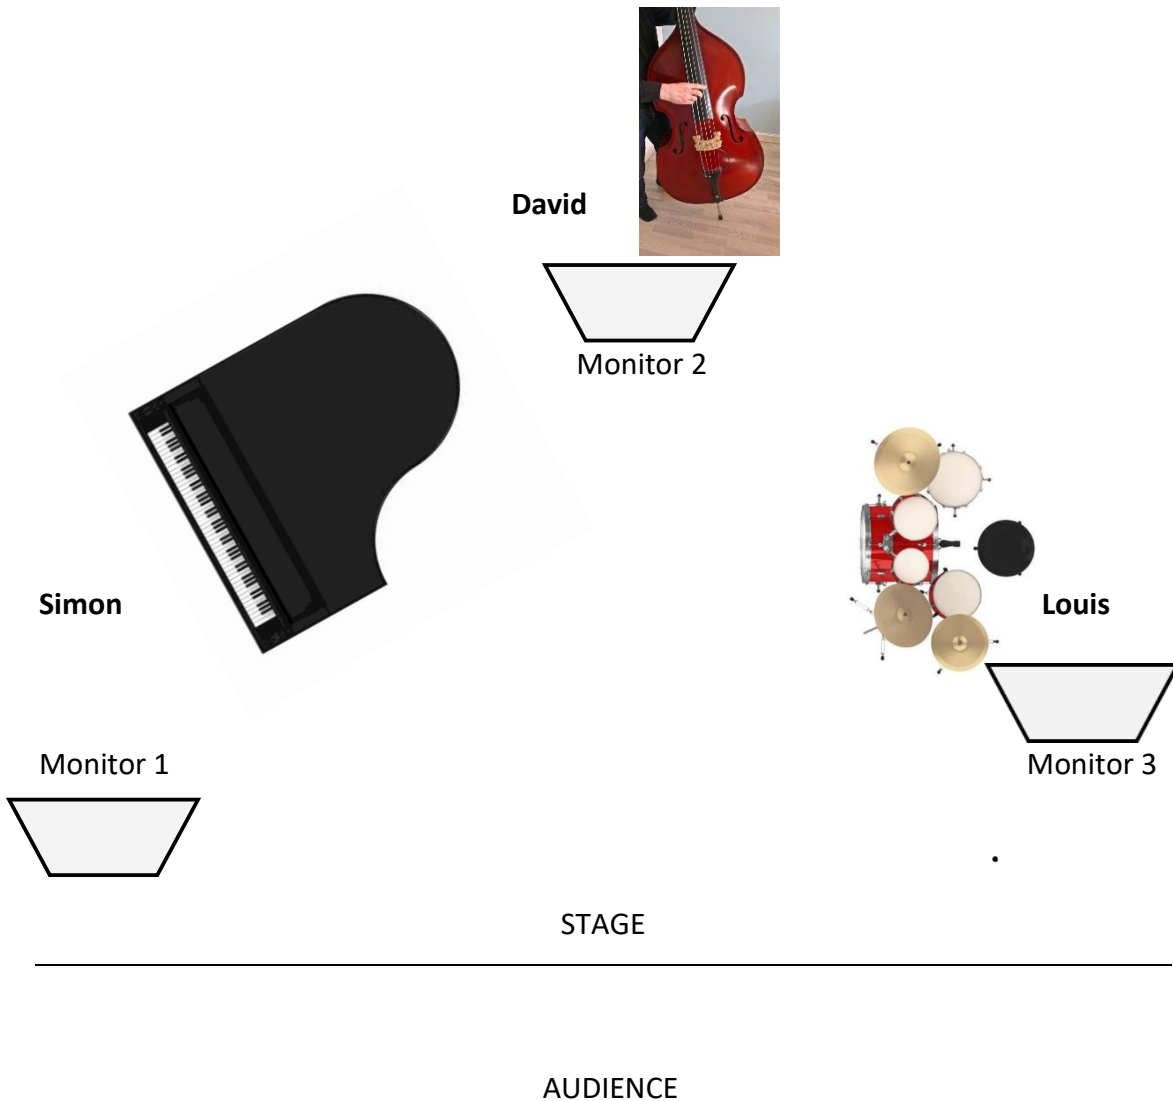 David
Monitor 2
Simon
Louis
Monitor 1
Monitor 3
STAGE
AUDIENCE